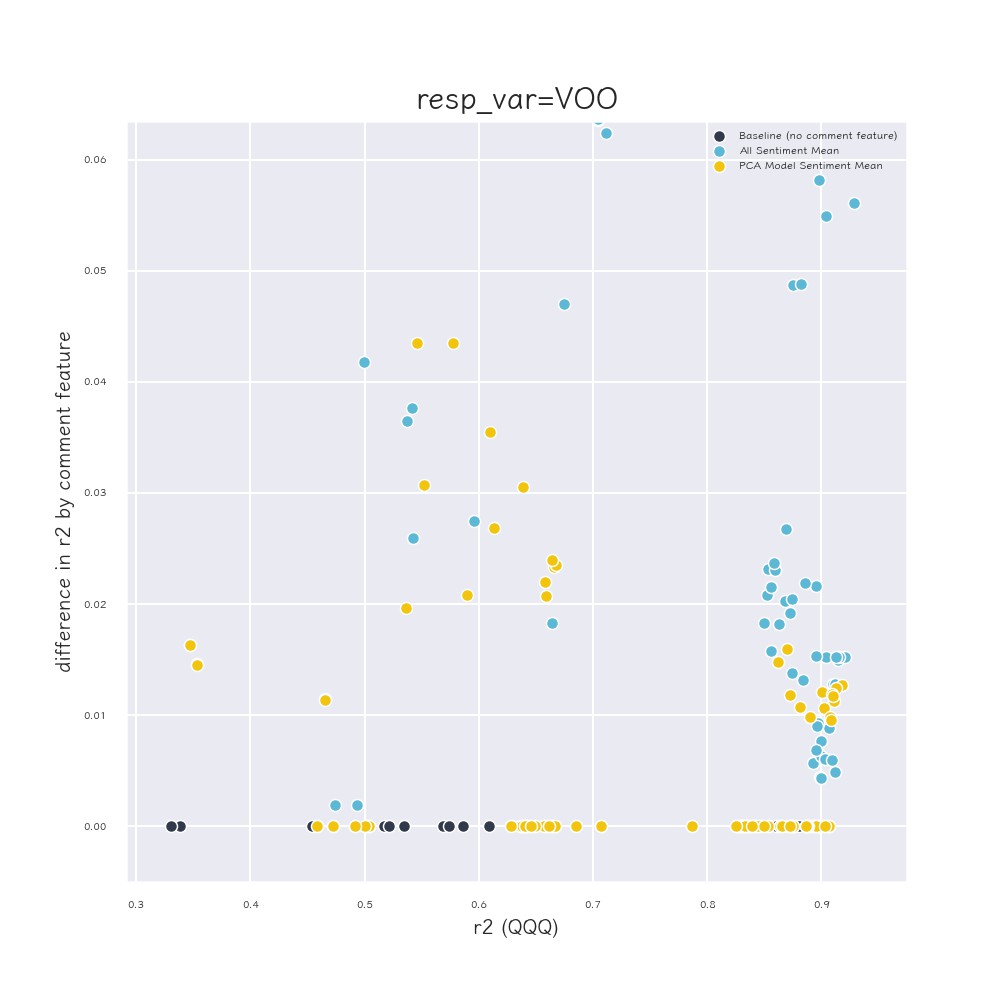 resp_var=VOO
Baseline (no comment feature)
All Sentiment Mean
PCA Model Sentiment Mean
difference in r2 by comment feature
0.06
0.05
0.04
0.03
0.02
0.01
0.00
0.3 0.4 0.5 0.6 0.7 0.8 0.9
r2 (QQQ)